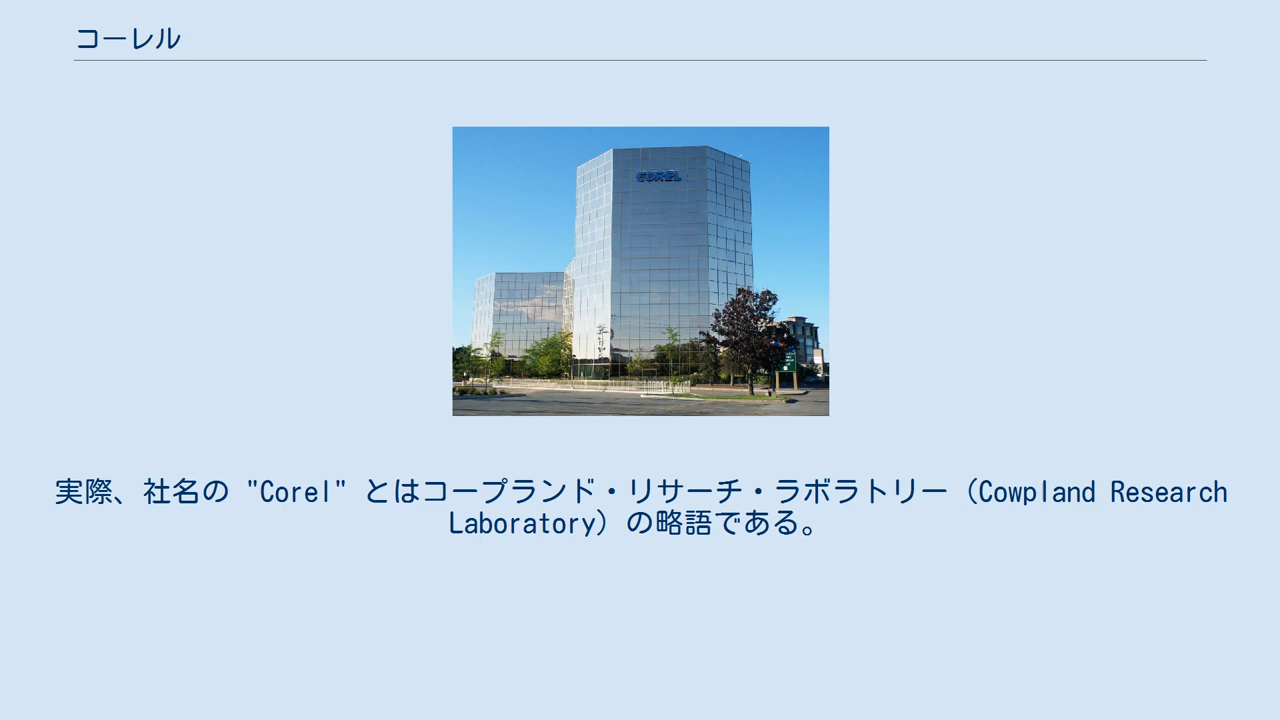 コーレル
COREL
実際、社名の "Corel" とはコープランド・リサーチ・ラボラトリー（Cowpland Research
Laboratory）の略語である。